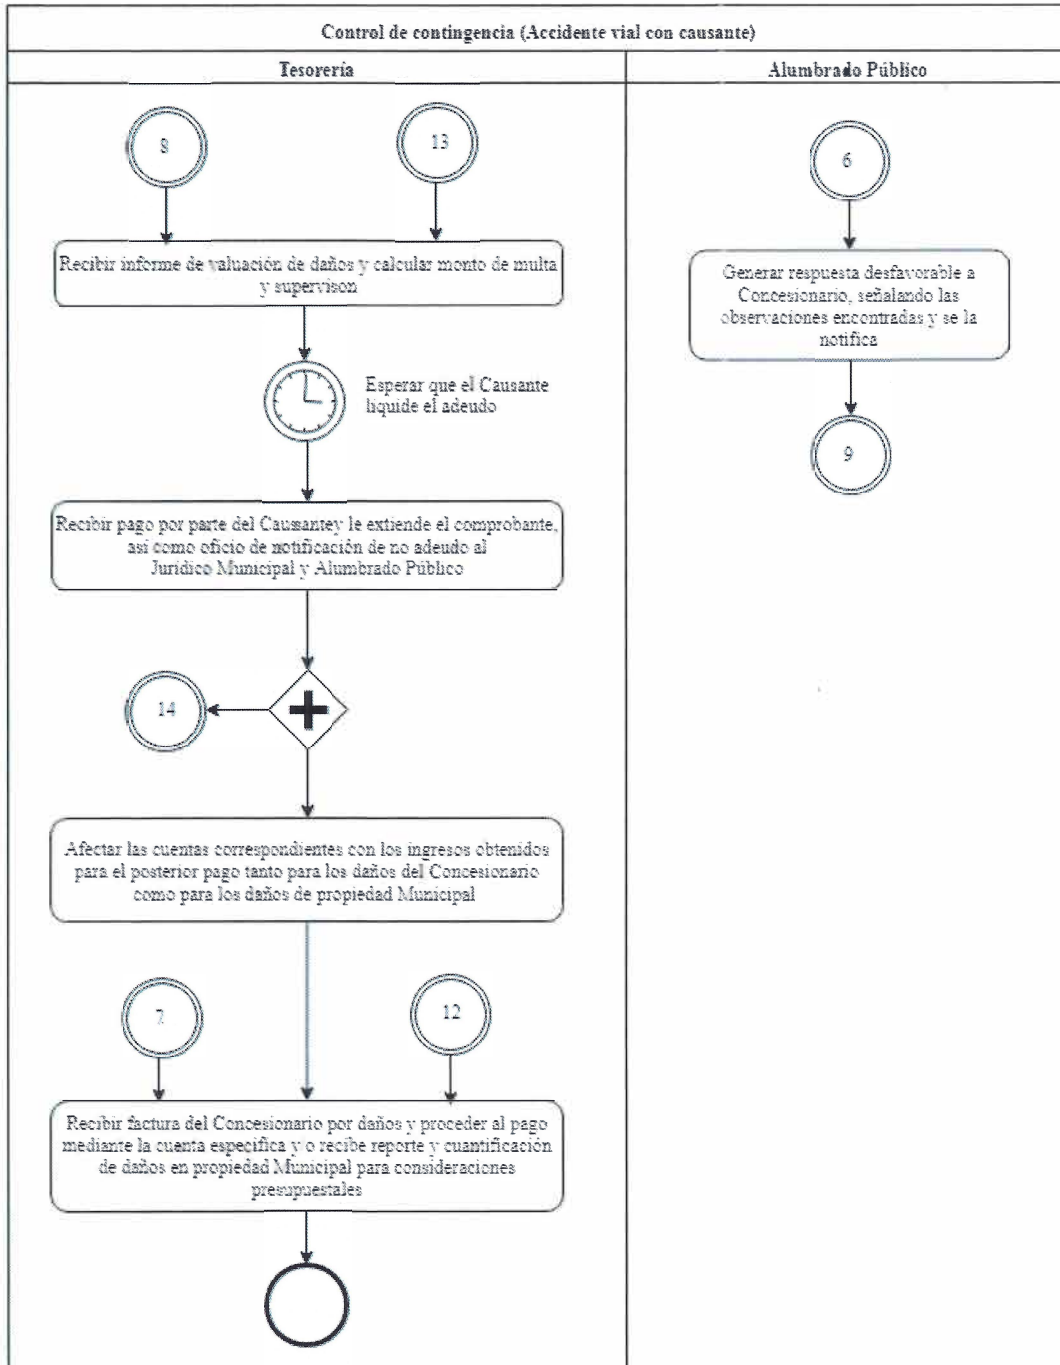 Control de contingencia (Accidente vial con causante)
Tesorería
Alumbrado Público
8
13
Recibir informe de valuación de daños y calcular monto de multa
y supervison
Esperar que el Causante
liquide el adeudo
Recibir pago por parte del Caussantey le extiende el comprobante,
así como oficio de notificación de no adeudo al
Jurídico Municipal y Alumbrado Público
14
Afectar las cuentas correspondientes con los ingresos obtenidos
para el posterior pago tanto para los daños del Concesionario
como para los daños de propiedad Municipal
7
12
Recibir factura del Concesionario por daños y proceder al pago
mediante la cuenta específica y o recibe reporte y cuantificación
de daños en propiedad Municipal para consideraciones
presupuestales
6
Generar respuesta desfavorable a
Concesionario, señalando las
observaciones encontradas y se la
notifica
9